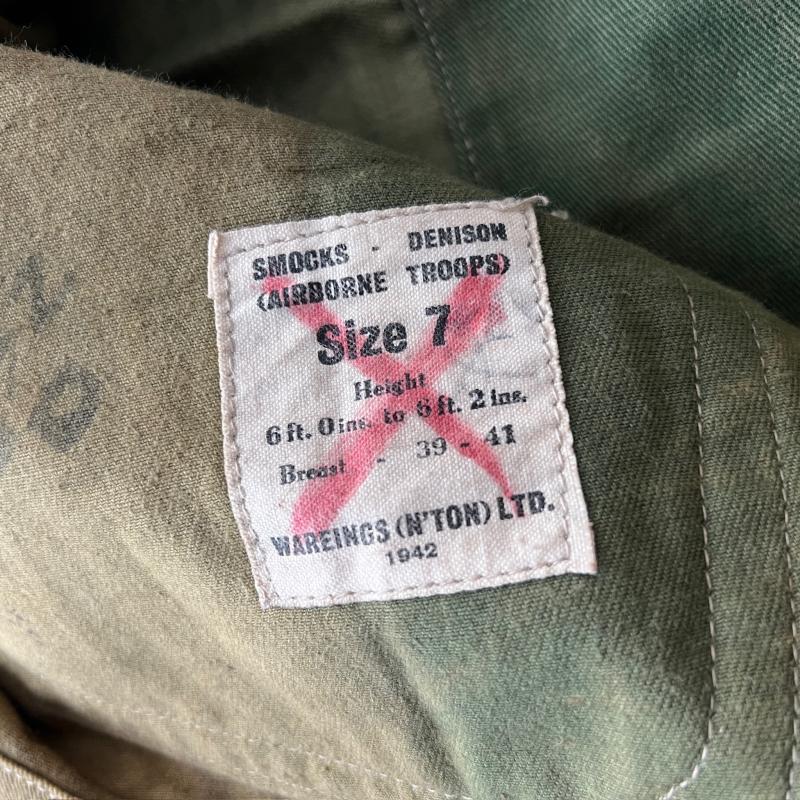 SMOCKS - DENISON
(AIRBORNE TROOPS)
Size 7
Height
6 ft. 0 ins. to 6 ft. 2 ins.
Breast - 39 - 41
WAREINGS (N'TON) LTD.
1942